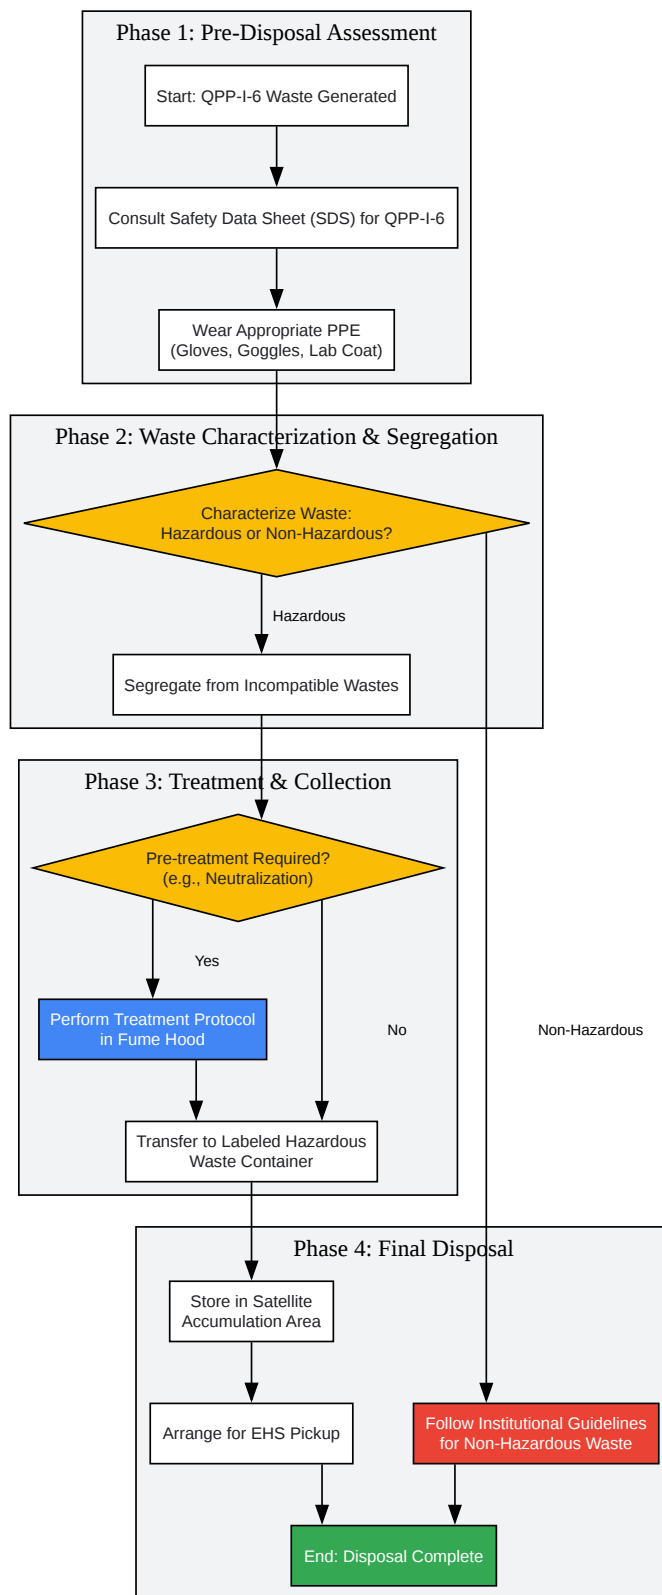 Phase 1: Pre-Disposal Assessment
Start: QPP-I-6 Waste Generated
Consult Safety Data Sheet (SDS) for QPP-I-6
Wear Appropriate PPE
(Gloves, Goggles, Lab Coat)
Phase 2: Waste Characterization & Segregation
Characterize Waste:
Hazardous or Non-Hazardous?
Hazardous
Segregate from Incompatible Wastes
Phase 3: Treatment & Collection
Pre-treatment Required?
(e.g., Neutralization)
Yes
Perform Treatment Protocol
in Fume Hood
No
Non-Hazardous
Transfer to Labeled Hazardous
Waste Container
Phase 4: Final Disposal
Store in Satellite
Accumulation Area
Arrange for EHS Pickup
Follow Institutional Guidelines
for Non-Hazardous Waste
End: Disposal Complete